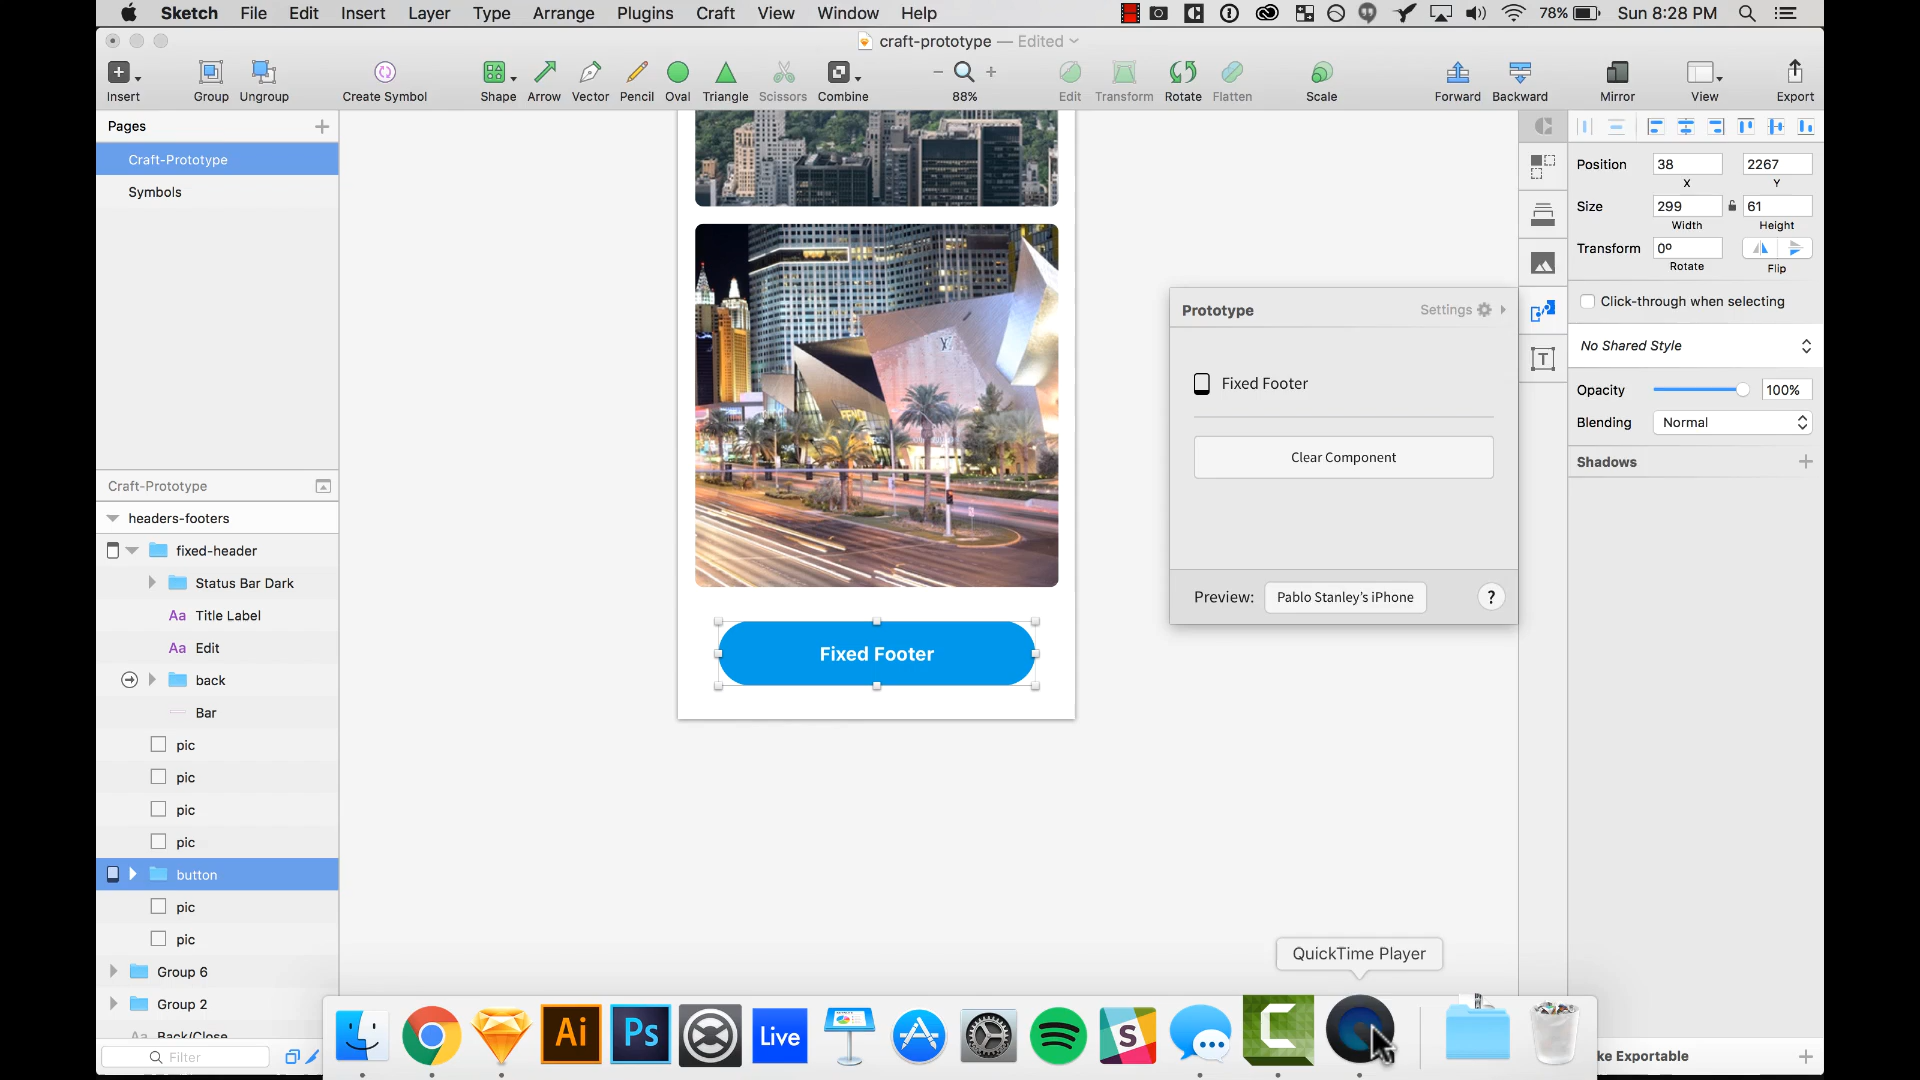 Sketch File Edit Insert Layer Type Arrange Plugins Craft View Window Help 78% Sun 8:28 PM
craft-prototype — Edited
Insert Group Ungroup Create Symbol Shape Arrow Vector Pencil Oval Triangle Scissors Combine 88% Edit Transform Rotate Flatten Scale Forward Backward Mirror View Export
Pages
Craft-Prototype
Symbols
Craft-Prototype
headers-footers
fixed-header
Status Bar Dark
Aa Title Label
Aa Edit
back
Bar
pic
pic
pic
pic
button
pic
pic
Group 6
Group 2
Aa Back/Close
Filter
FENDI
Fixed Footer
Prototype Settings
Fixed Footer
Clear Component
Preview: Pablo Stanley's iPhone ?
Position 38 2267
X Y
Size 299 61
Width Height
Transform 0º
Rotate Flip
Click-through when selecting
No Shared Style
Opacity 100%
Blending Normal
Shadows
ke Exportable
QuickTime Player
Ai Ps Live S C